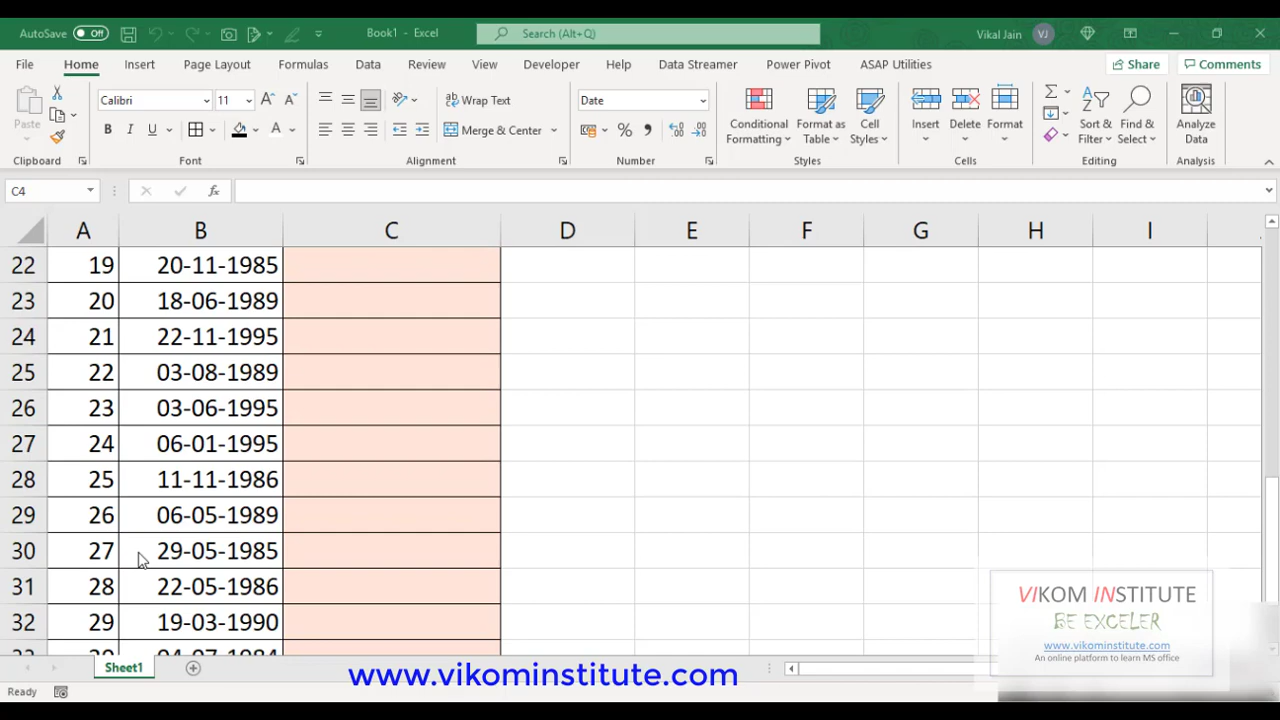 AutoSave Off Book1 - Excel Search (Alt+Q) Vikal Jain VJ
File Home Insert Page Layout Formulas Data Review View Developer Help Data Streamer Power Pivot ASAP Utilities Share Comments
Paste Calibri 11 Wrap Text Date Conditional Formatting Format as Table Cell Styles Insert Delete Format Sort & Filter Find & Select Analyze Data
B I U Merge & Center
Clipboard Font Alignment Number Styles Cells Editing Analysis
C4 fx
A B C D E F G H I
22 19 20-11-1985
23 20 18-06-1989
24 21 22-11-1995
25 22 03-08-1989
26 23 03-06-1995
27 24 06-01-1995
28 25 11-11-1986
29 26 06-05-1989
30 27 29-05-1985
31 28 22-05-1986
32 29 19-03-1990
VIKOM INSTITUTE
BE EXCELER
www.vikominstitute.com
An online platform to learn MS office
Sheet1
www.vikominstitute.com
Ready